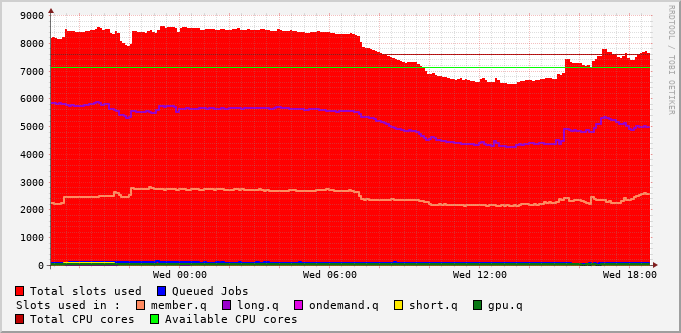 9000
8000
7000
6000
5000
4000
3000
2000
1000
0
Wed 00:00 Wed 06:00 Wed 12:00 Wed 18:00
RRDTOOL / TOBI OETIKER
Total slots used Queued Jobs
Slots used in : member.q long.q ondemand.q short.q gpu.q
Total CPU cores Available CPU cores